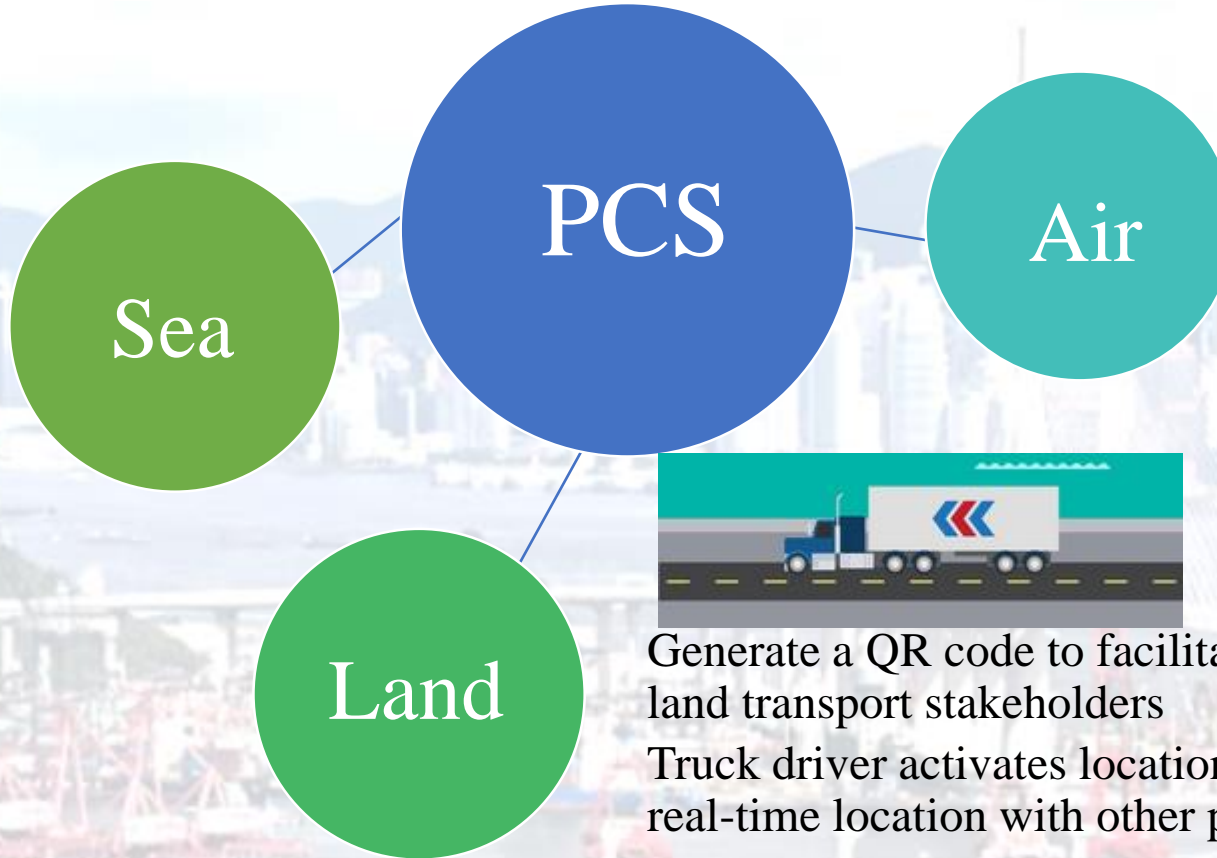 PCS
Air
Sea
Land
Generate a QR code to facilita
land transport stakeholders
Truck driver activates location
real-time location with other p